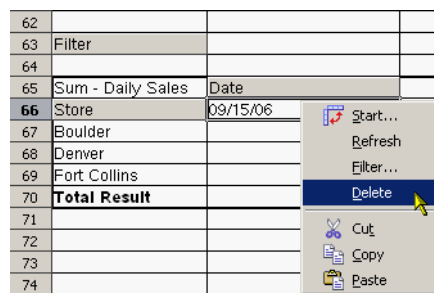 62
63 Filter
64
65 Sum - Daily Sales Date
66 Store 09/15/06 Start...
67 Boulder Refresh
68 Denver Filter...
69 Fort Collins
70 Total Result Delete
71
72 Cut
73 Copy
74 Paste